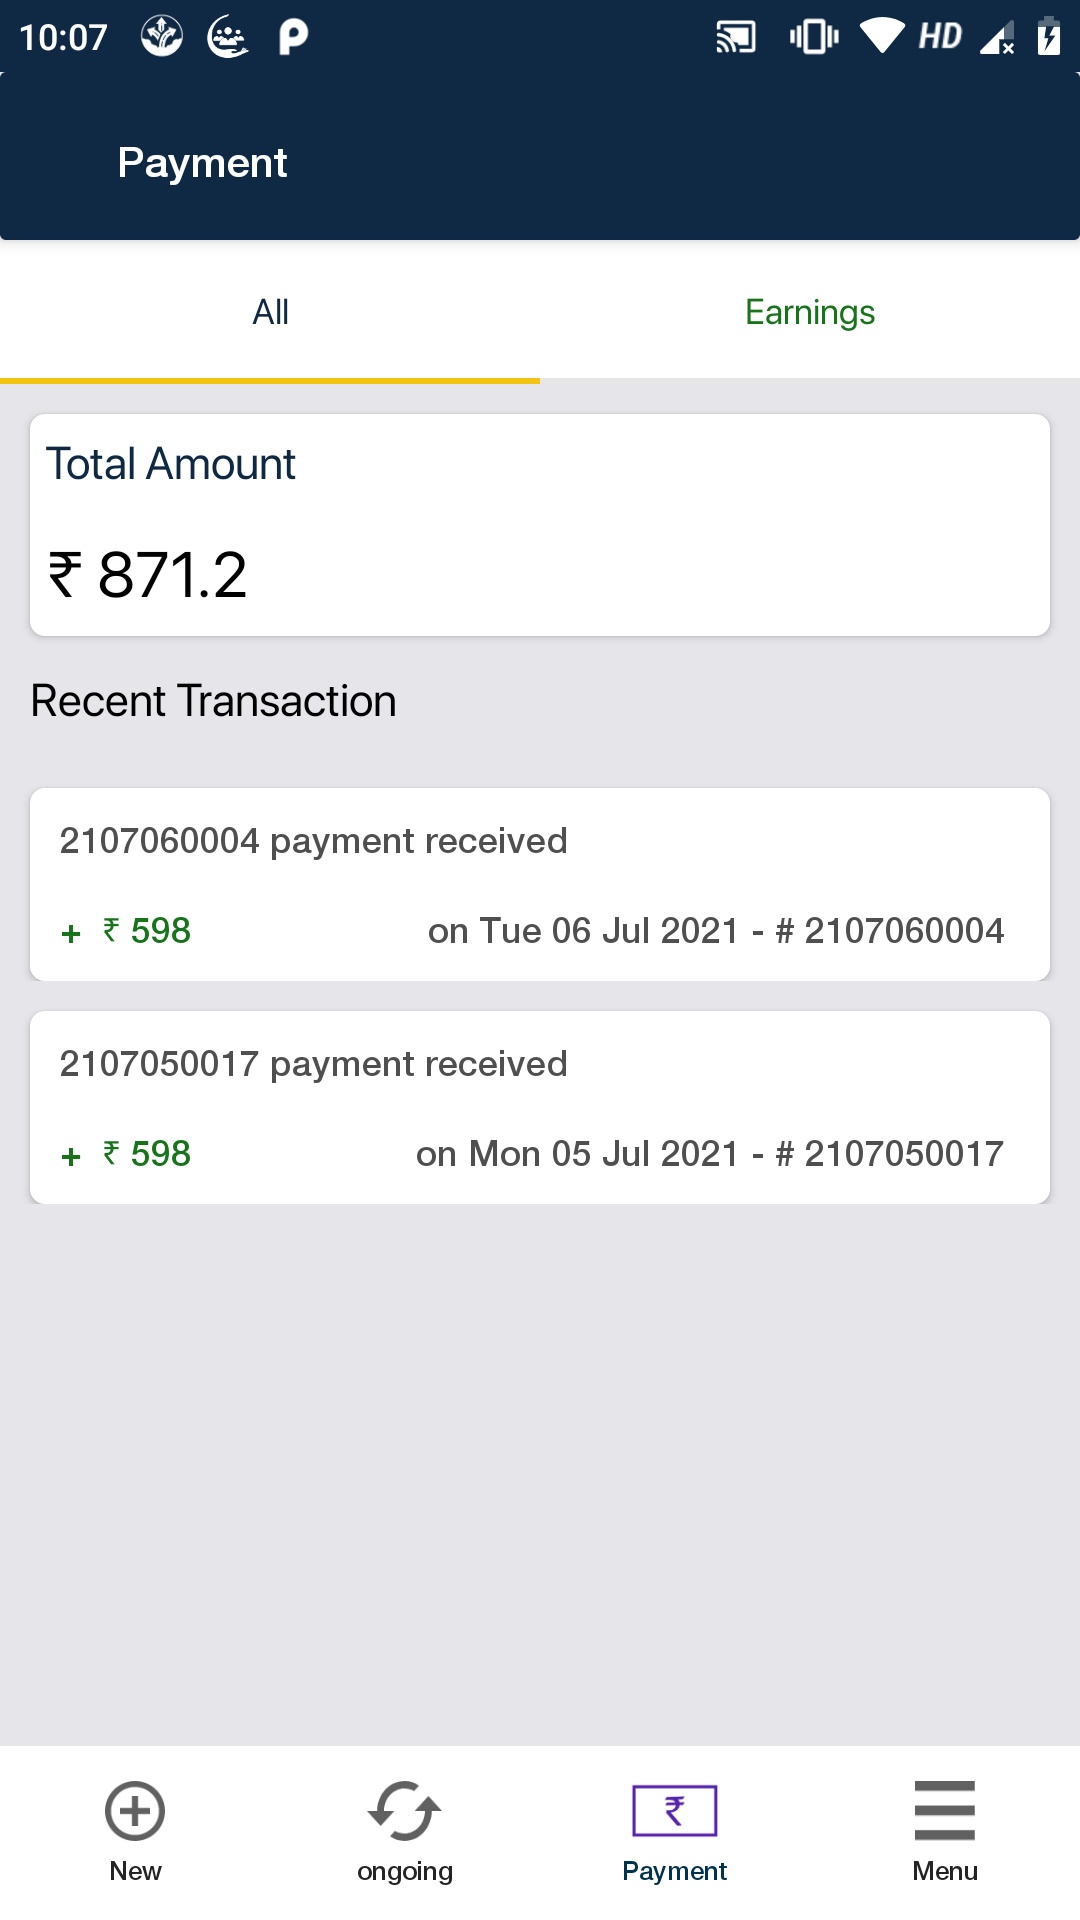 10:07 HD
Payment
All Earnings
Total Amount
₹ 871.2
Recent Transaction
2107060004 payment received
+ ₹ 598 on Tue 06 Jul 2021 - # 2107060004
2107050017 payment received
+ ₹ 598 on Mon 05 Jul 2021 - # 2107050017
₹
New ongoing Payment Menu